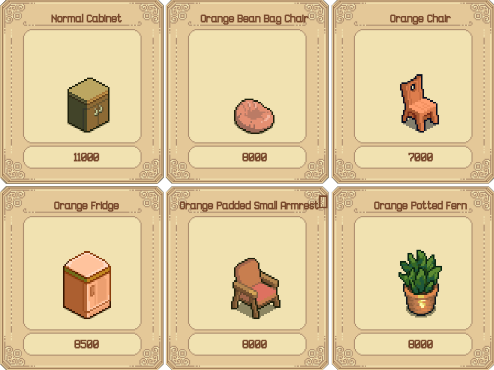 Normal Cabinet
11000
Orange Bean Bag Chair
8000
Orange Chair
7000
Orange Fridge
8500
Orange Padded Small Armrest
8000
Orange Potted Fern
8000